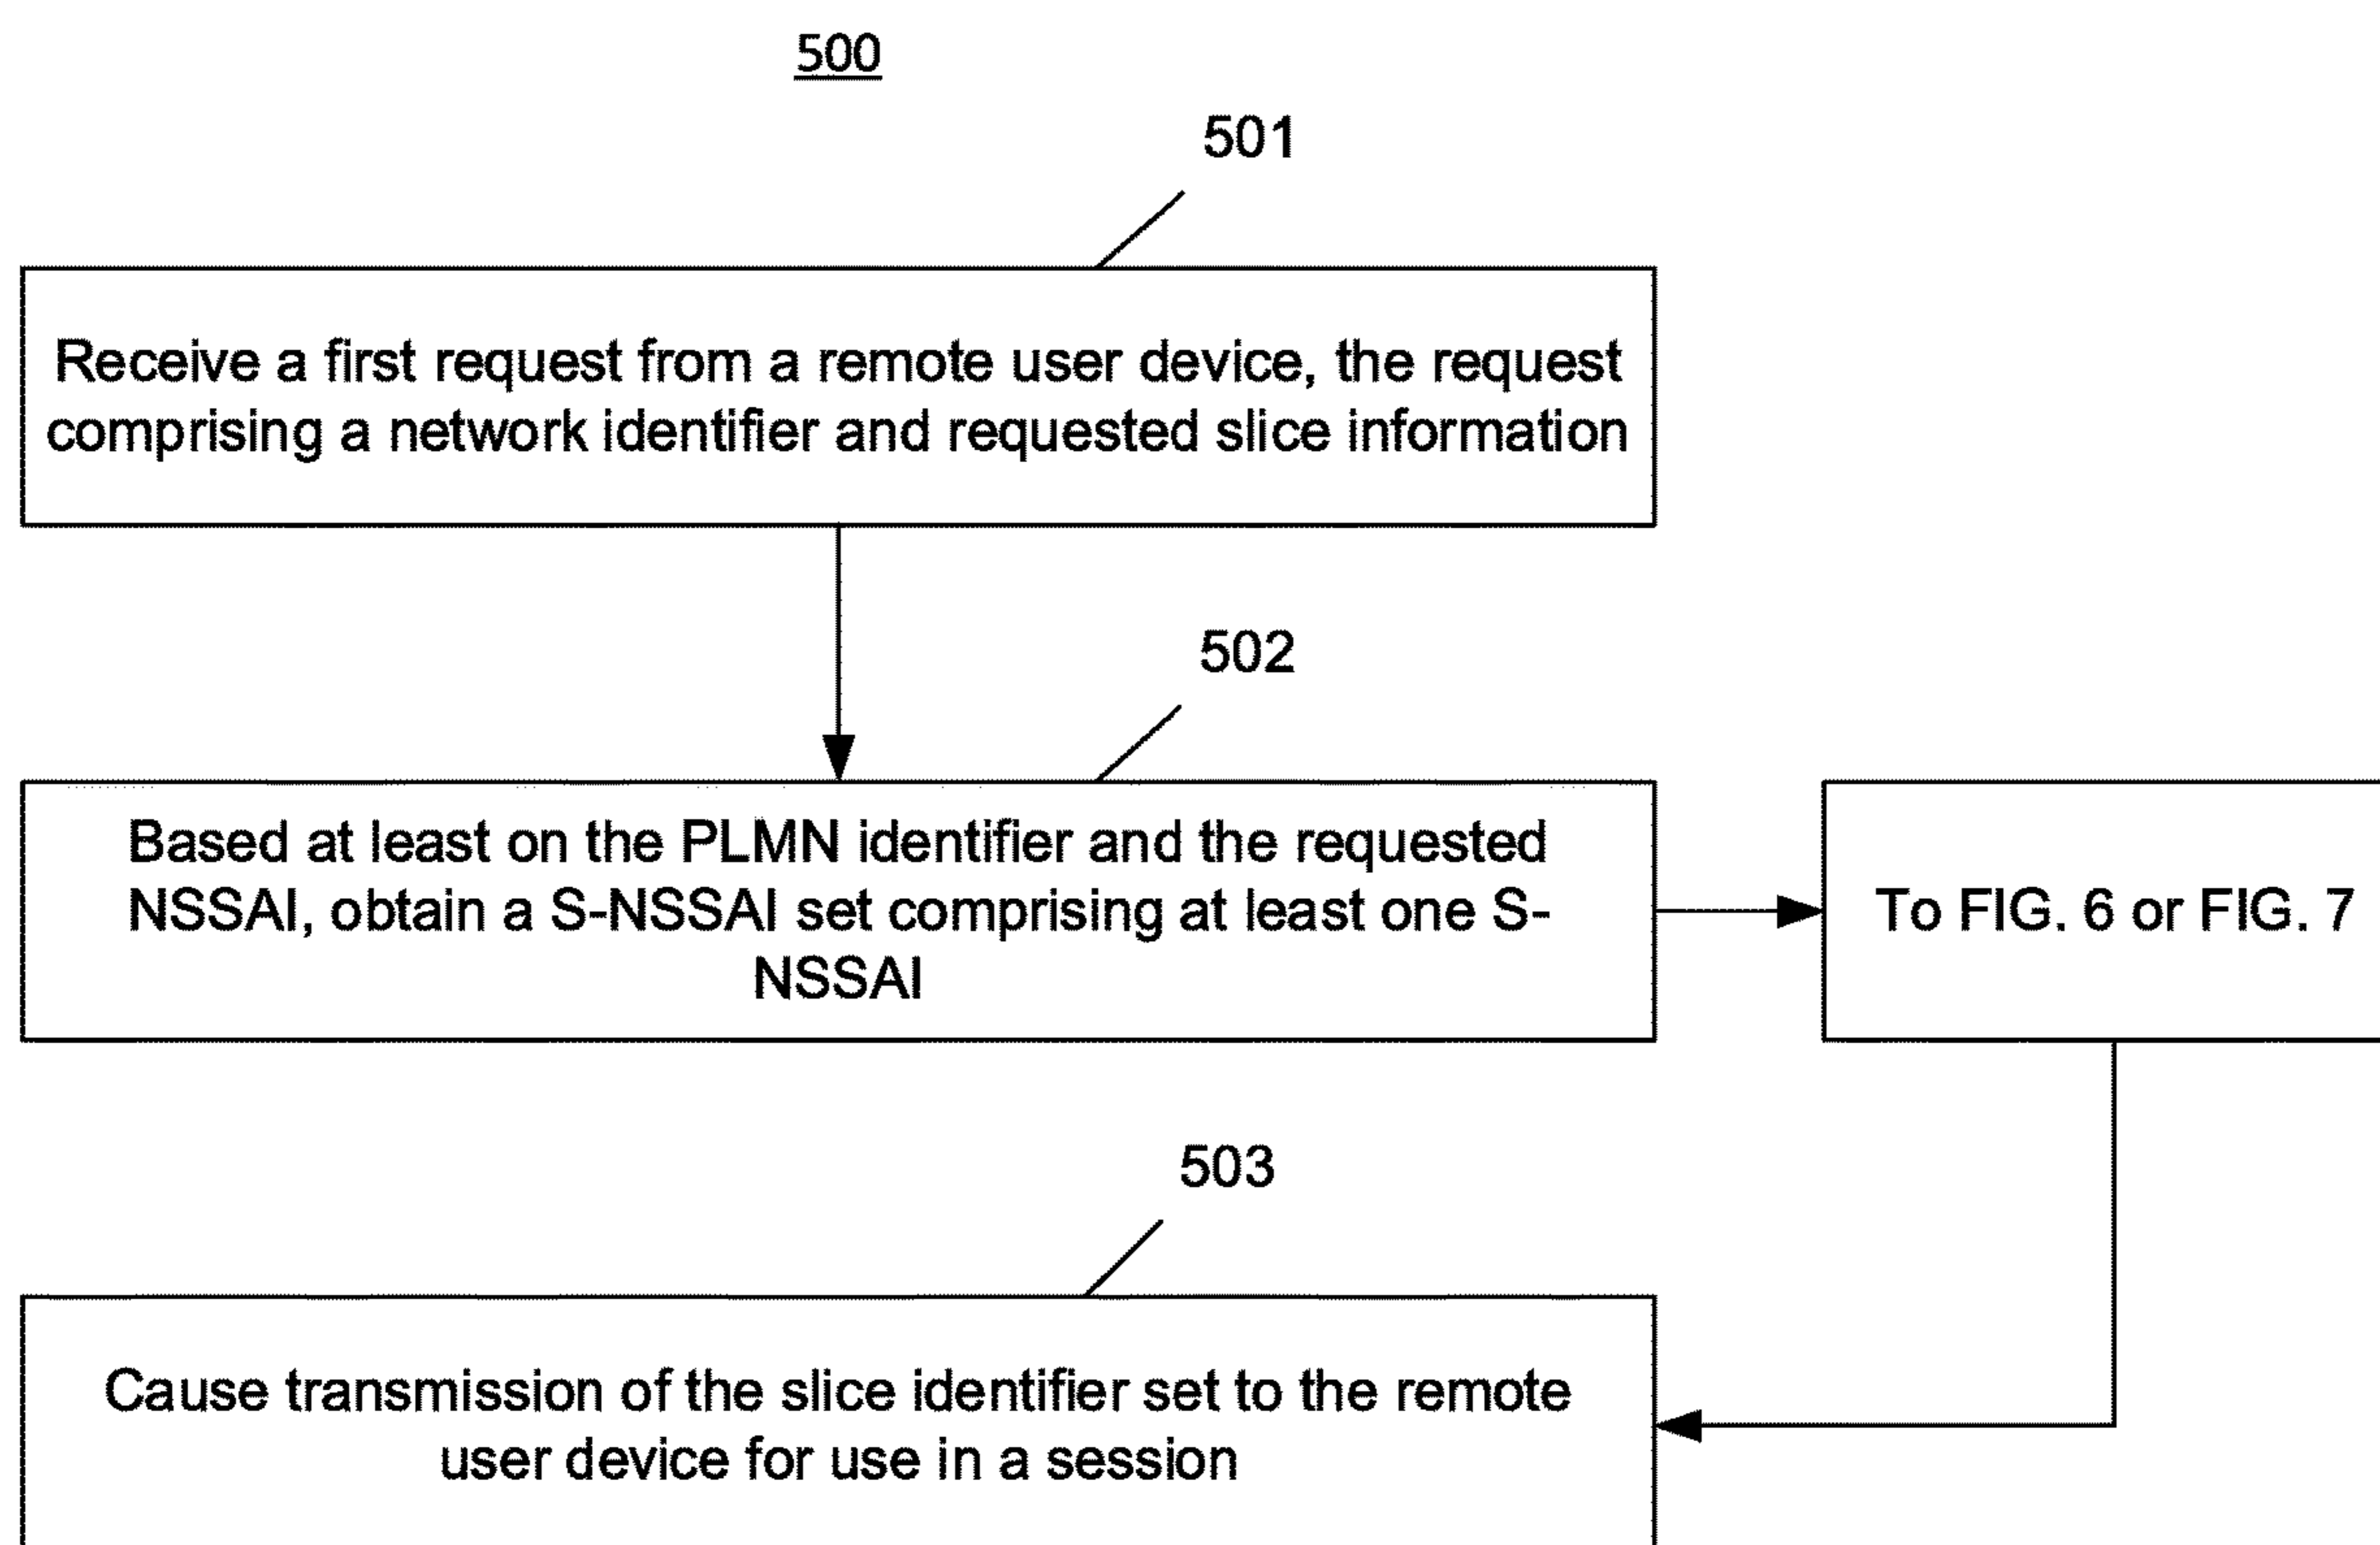 500
501
Receive a first request from a remote user device, the request
comprising a network identifier and requested slice information
502
Based at least on the PLMN identifier and the requested
NSSAI, obtain a S-NSSAI set comprising at least one S-
NSSAI
To FIG. 6 or FIG. 7
503
Cause transmission of the slice identifier set to the remote
user device for use in a session